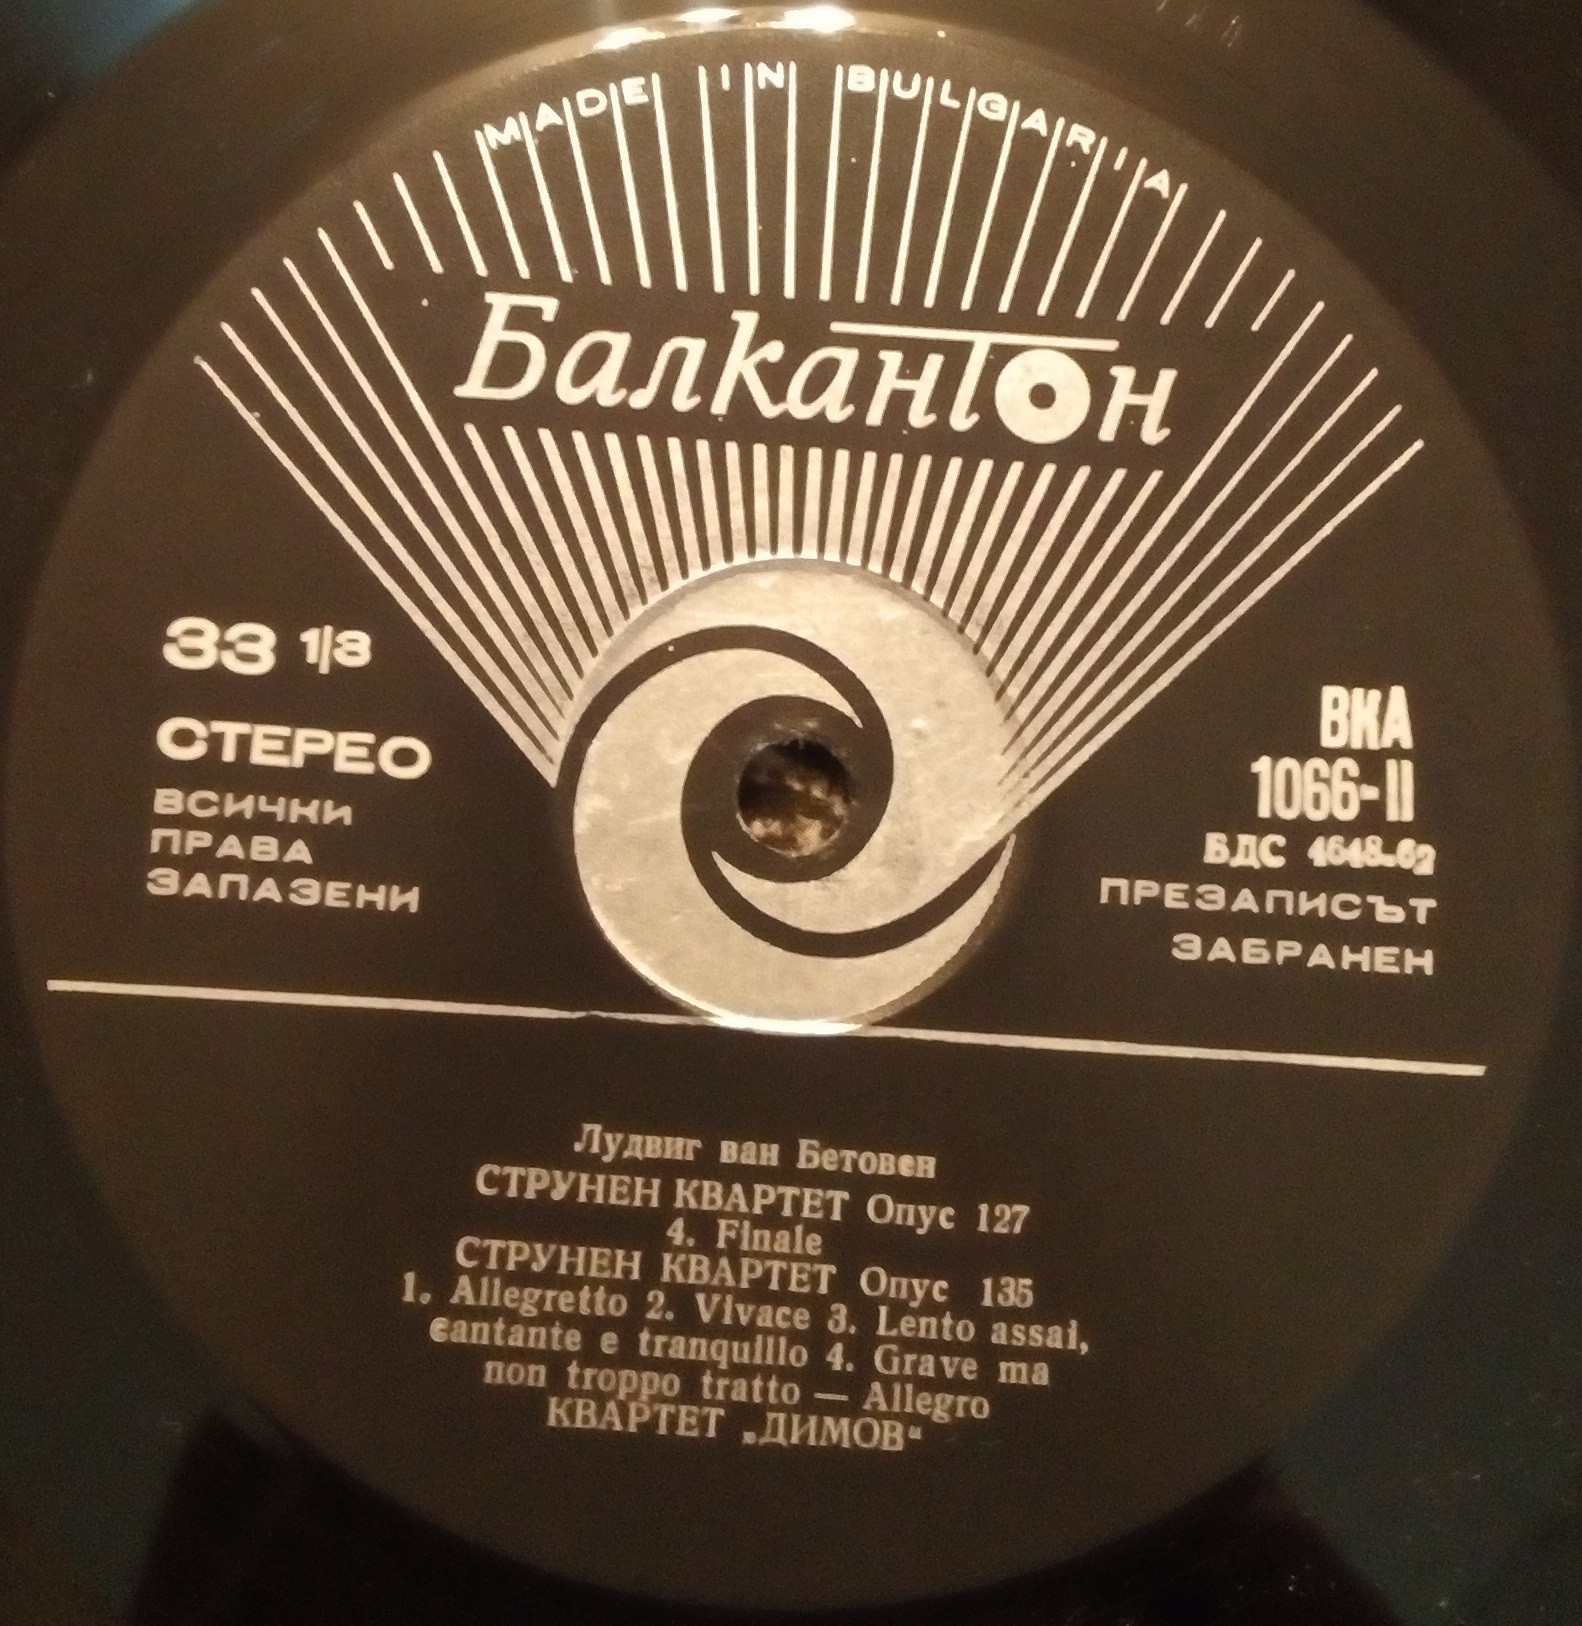 MADE IN BULGARIA
Балкантон
33 1/3
СТЕРЕО
ВСИЧКИ
ПРАВА
ЗАПАЗЕНИ
ВКА
1066-II
БДС 4648-62
ПРЕЗАПИСЪТ
ЗАБРАНЕН
Лудвиг ван Бетовен
СТРУНЕН КВАРТЕТ Опус 127
4. Finale
СТРУНЕН КВАРТЕТ Опус 135
1. Allegretto 2. Vivace 3. Lento assai,
cantante e tranquillo 4. Grave ma
non troppo tratto — Allegro
КВАРТЕТ „ДИМОВ“